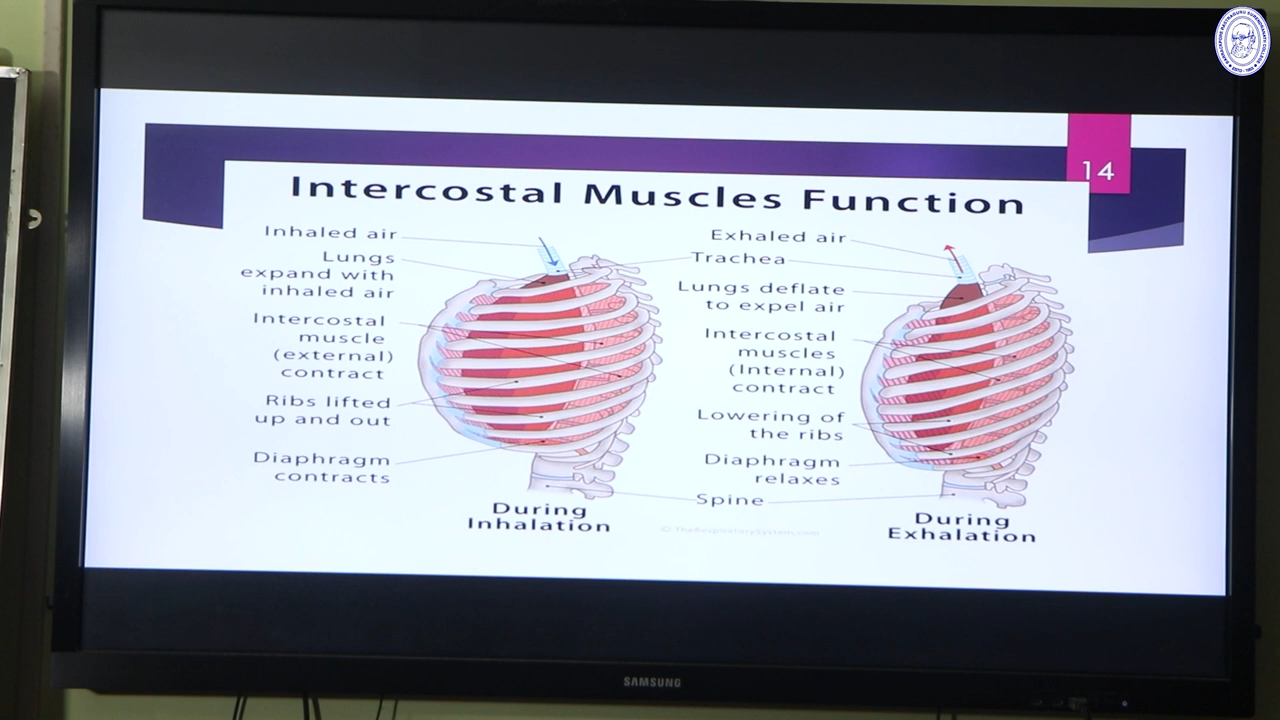 14
Intercostal Muscles Function
Inhaled air
Lungs
expand with
inhaled air
Intercostal
muscle
(external)
contract
Ribs lifted
up and out
Diaphragm
contracts
During
Inhalation
Exhaled air
Trachea
Lungs deflate
to expel air
Intercostal
muscles
(Internal)
contract
Lowering of
the ribs
Diaphragm
relaxes
Spine
During
Exhalation
© TheRespiratorySystem.com
SAMSUNG